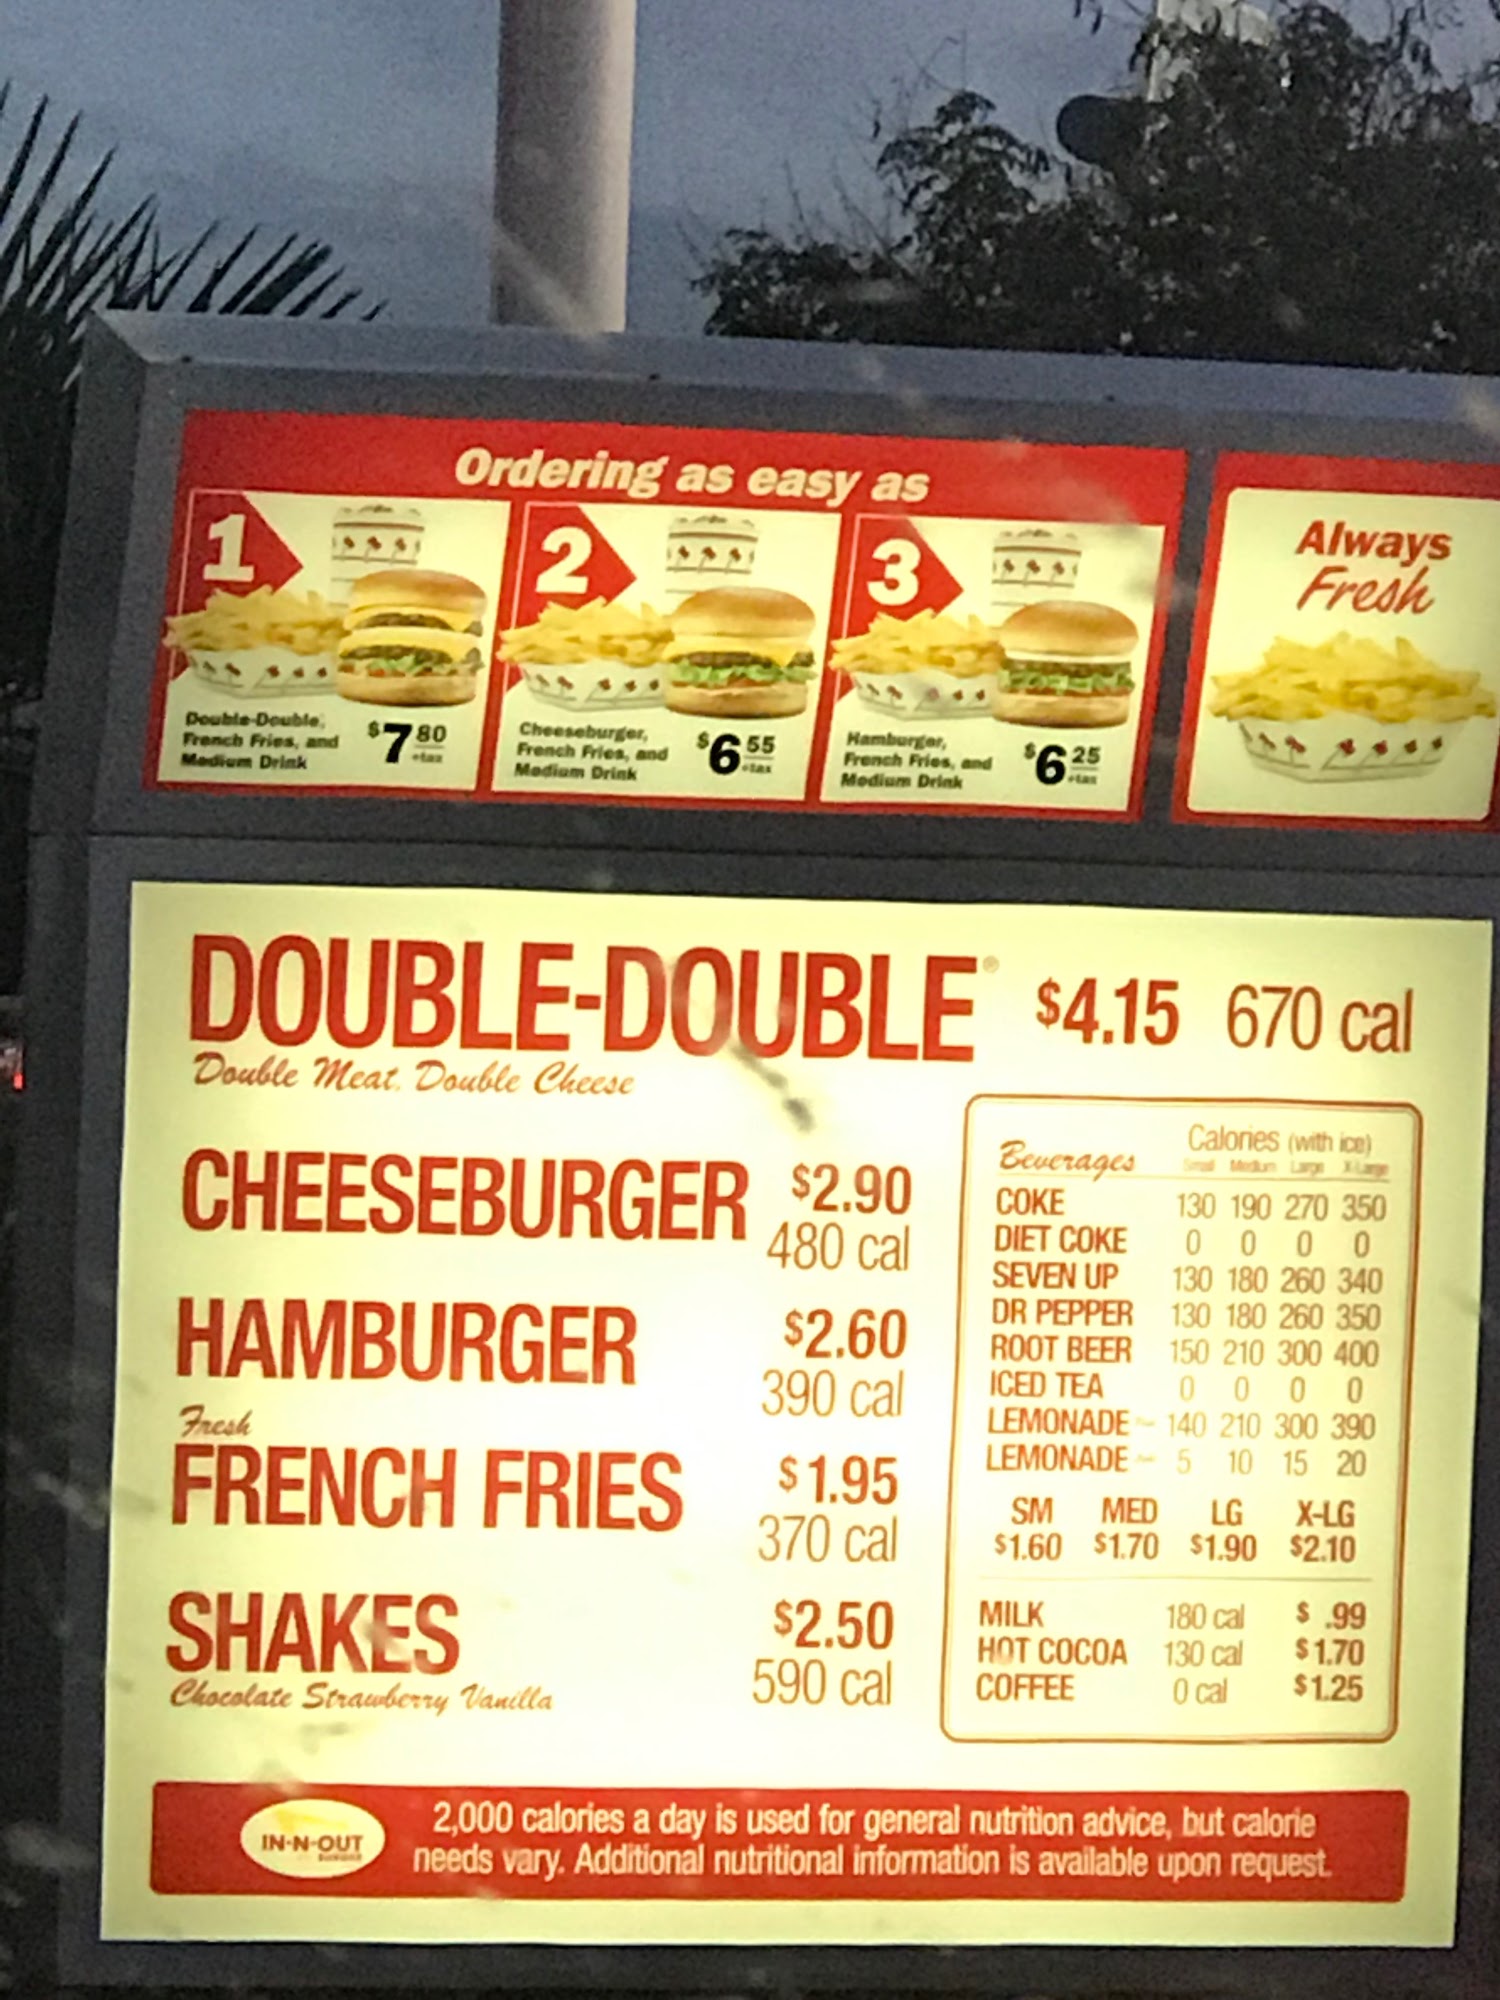 Ordering as easy as
1
Double-Double,
French Fries, and
Medium Drink
$7 80
+tax
2
Cheeseburger,
French Fries, and
Medium Drink
$6 55
+tax
3
Hamburger,
French Fries, and
Medium Drink
$6 25
+tax
Always
Fresh
DOUBLE-DOUBLE® $4.15 670 cal
Double Meat. Double Cheese
CHEESEBURGER $2.90
480 cal
HAMBURGER $2.60
390 cal
Fresh
FRENCH FRIES $1.95
370 cal
SHAKES $2.50
590 cal
Chocolate Strawberry Vanilla
Calories (with ice)
Beverages Small Medium Large X-Large
COKE 130 190 270 350
DIET COKE 0 0 0 0
SEVEN UP 130 180 260 340
DR PEPPER 130 180 260 350
ROOT BEER 150 210 300 400
ICED TEA 0 0 0 0
LEMONADE 140 210 300 390
LEMONADE 5 10 15 20
SM MED LG X-LG
$1.60 $1.70 $1.90 $2.10
MILK 180 cal $ .99
HOT COCOA 130 cal $1.70
COFFEE 0 cal $1.25
IN-N-OUT
BURGER
2,000 calories a day is used for general nutrition advice, but calorie
needs vary. Additional nutritional information is available upon request.